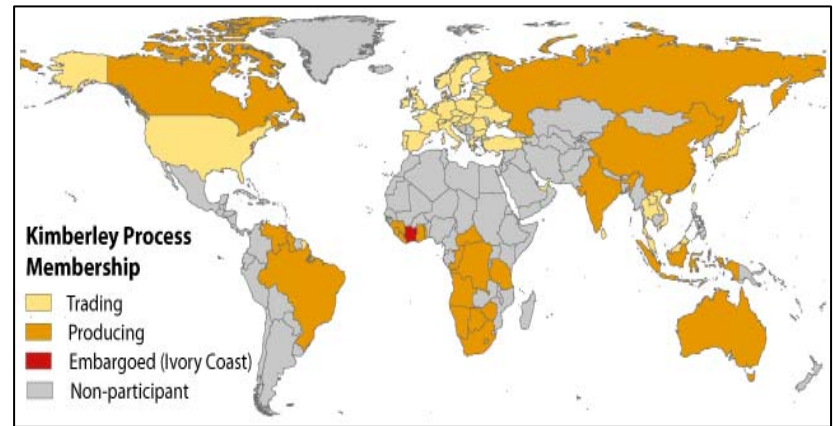 Kimberley Process
Membership
Trading
Producing
Embargoed (Ivory Coast)
Non-participant